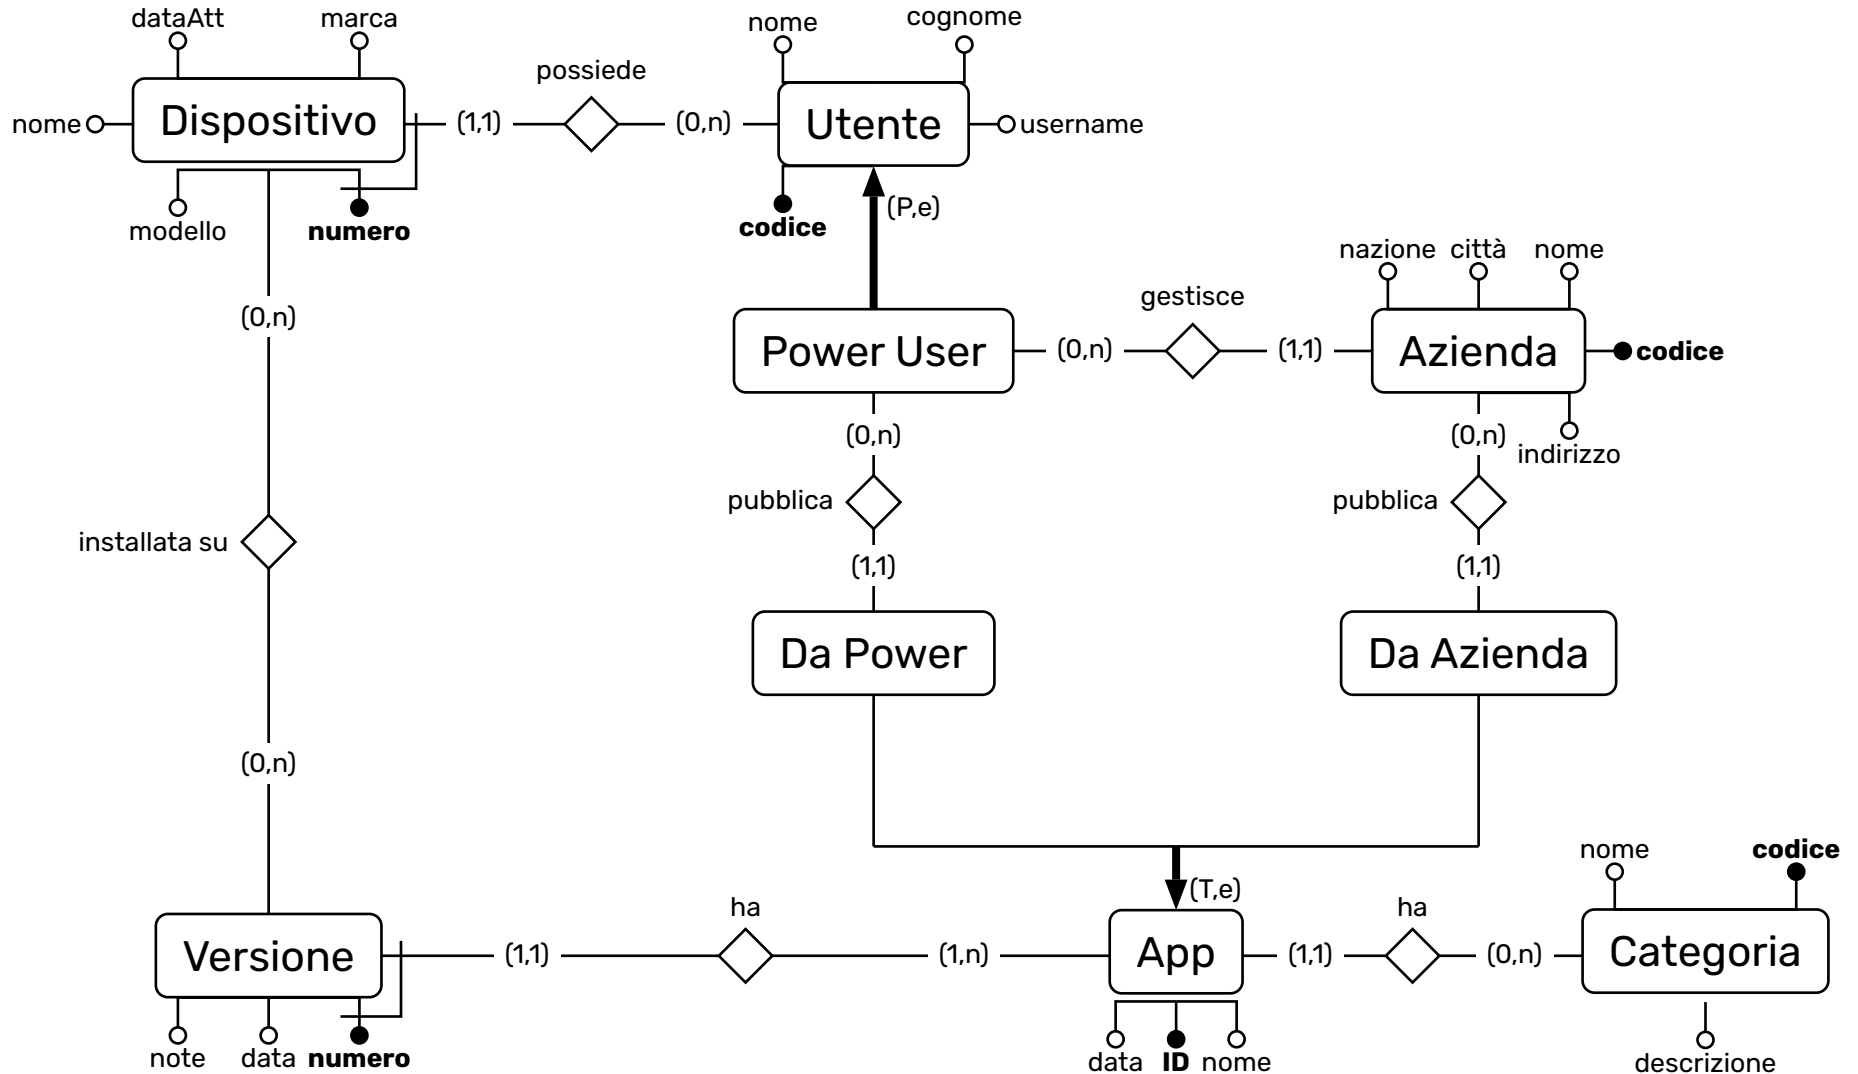 dataAtt
marca
nome
cognome
possiede
nome
Dispositivo
(1,1)
(0,n)
Utente
username
modello
numero
codice
(P,e)
nazione
città
nome
(0,n)
gestisce
Power User
(0,n)
(1,1)
Azienda
codice
(0,n)
(0,n)
indirizzo
pubblica
pubblica
installata su
(1,1)
(1,1)
Da Power
Da Azienda
(0,n)
nome
codice
(T,e)
ha
ha
Versione
(1,1)
(1,n)
App
(1,1)
(0,n)
Categoria
note
data
numero
data
ID
nome
descrizione